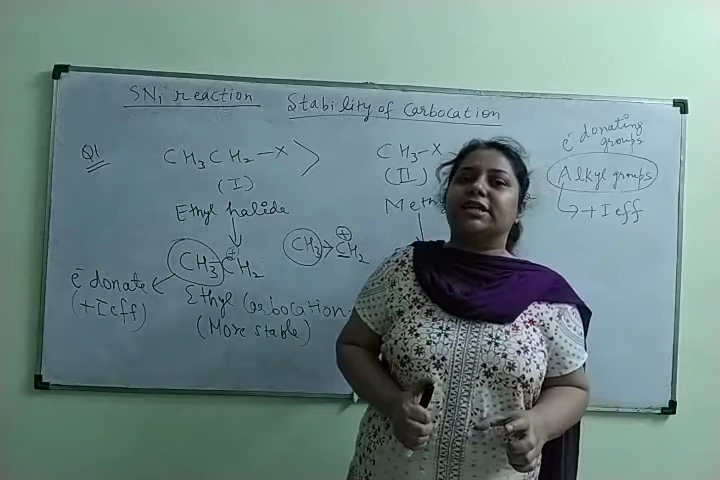 SN1 reaction Stability of Carbocation
Q1 CH3CH2-X > CH3-X
(I) (II)
Ethyl halide
CH3-CH2 ⊕
CH3 > CH2 ⊕
e⁻ donate
(+I eff)
Ethyl Carbocation
(More stable)
e⁻ donating
groups
Alkyl groups
→ +I eff